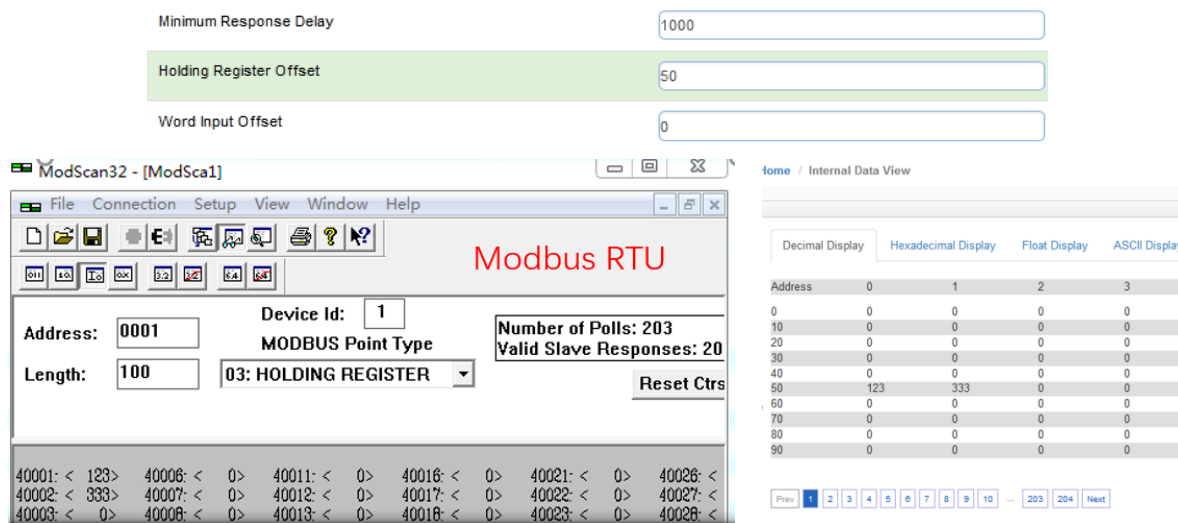 Minimum Response Delay 1000
Holding Register Offset 50
Word Input Offset 0
ModScan32 - [ModSca1]
File Connection Setup View Window Help
Modbus RTU
Address: 0001
Device Id: 1
MODBUS Point Type
Length: 100
03: HOLDING REGISTER
Number of Polls: 203
Valid Slave Responses: 20
Reset Ctrs
40001: < 123> 40006: < 0> 40011: < 0> 40016: < 0> 40021: < 0> 40026: <
40002: < 333> 40007: < 0> 40012: < 0> 40017: < 0> 40022: < 0> 40027: <
40003: < 0> 40008: < 0> 40013: < 0> 40018: < 0> 40023: < 0> 40028: <
Home / Internal Data View
Decimal Display Hexadecimal Display Float Display ASCII Display
Address 0 1 2 3
0 0 0 0 0
10 0 0 0 0
20 0 0 0 0
30 0 0 0 0
40 0 0 0 0
50 123 333 0 0
60 0 0 0 0
70 0 0 0 0
80 0 0 0 0
90 0 0 0 0
Prev 1 2 3 4 5 6 7 8 9 10 ... 203 204 Next